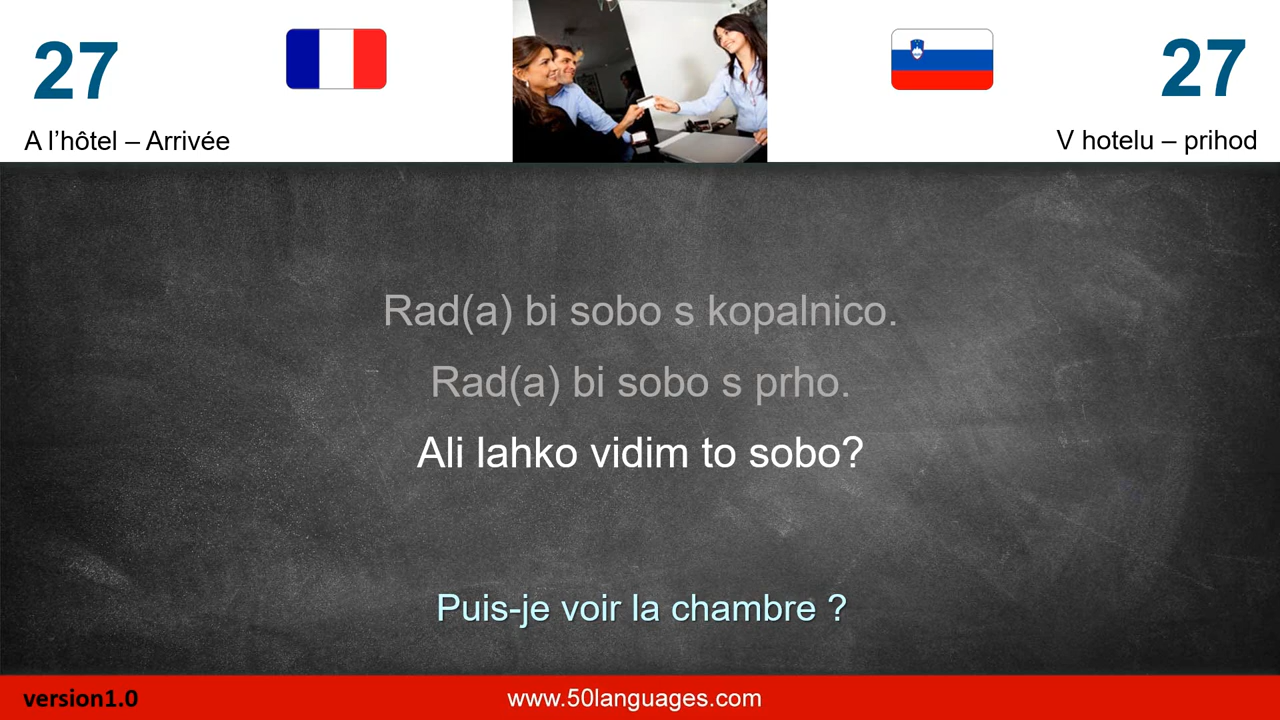 27
27
A l'hôtel – Arrivée
V hotelu – prihod
Rad(a) bi sobo s kopalnico.
Rad(a) bi sobo s prho.
Ali lahko vidim to sobo?
Puis-je voir la chambre ?
version1.0
www.50languages.com